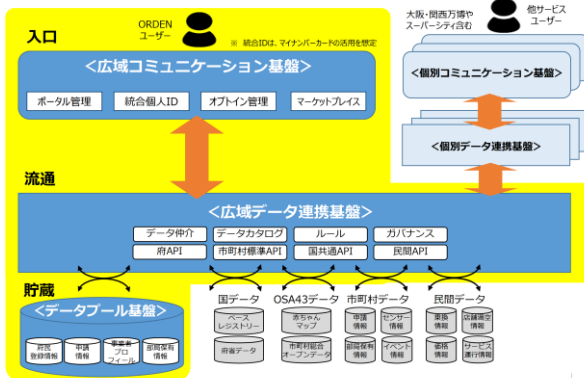 入口
ORDEN
ユーザー
※ 統合IDは、マイナンバーカードの活用を想定
＜広域コミュニケーション基盤＞
ポータル管理
統合個人ID
オプトイン管理
マーケットプレイス
大阪・関西万博や
スーパーシティ含む
他サービス
ユーザー
＜個別コミュニケーション基盤＞
＜個別データ連携基盤＞
流通
＜広域データ連携基盤＞
データ仲介
データカタログ
ルール
ガバナンス
府API
市町村標準API
国共通API
民間API
貯蔵
＜データプール基盤＞
府民
登録情報
申請
情報
事業者
プロ
フィール
部局保有
情報
国データ
ベース
レジストリー
府省データ
OSA43データ
赤ちゃん
マップ
市町村総合
オープンデータ
市町村データ
申請
情報
センサー
情報
部局保有
情報
イベント
情報
民間データ
乗換
情報
店舗満空
情報
価格
情報
サービス
運行情報